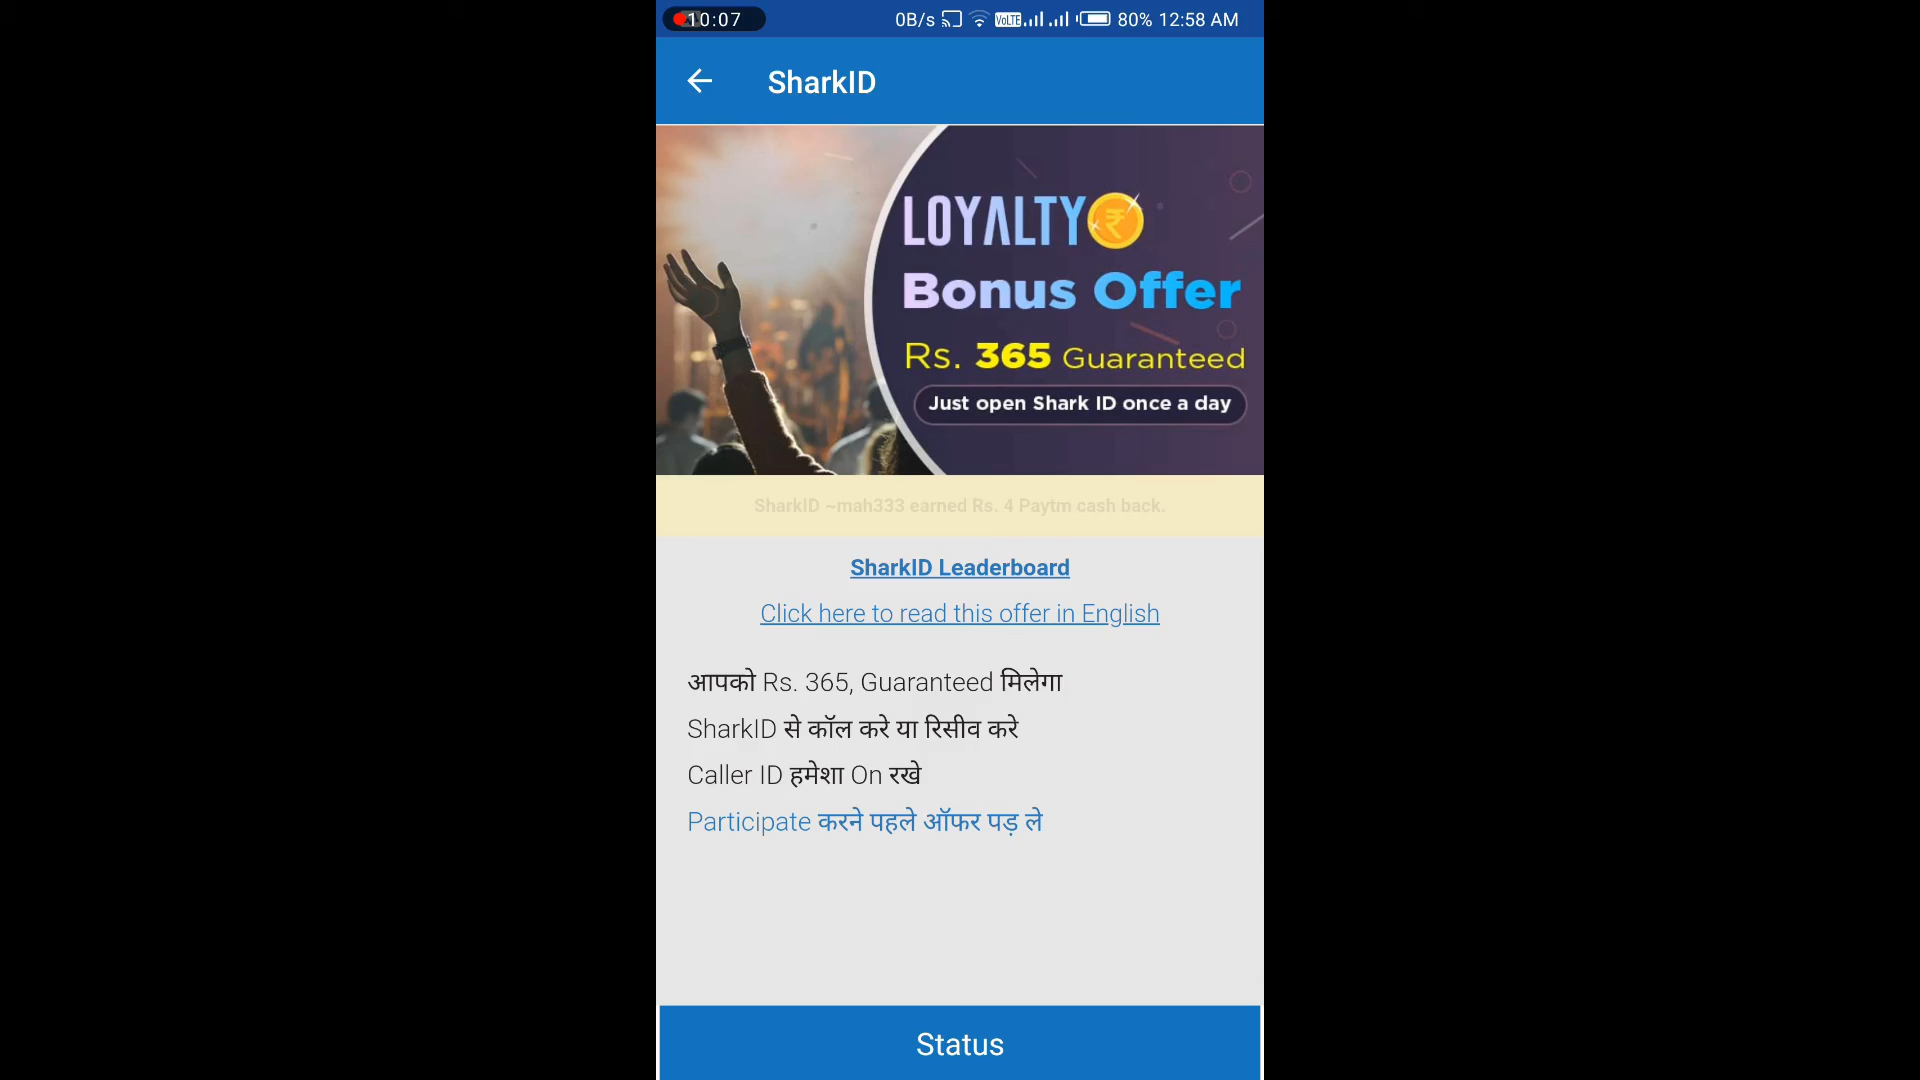 10:07 0B/s VoLTE 80% 12:58 AM
SharkID
LOYALTY ₹
Bonus Offer
Rs. 365 Guaranteed
Just open Shark ID once a day
SharkID ~mah333 earned Rs. 4 Paytm cash back.
SharkID Leaderboard
Click here to read this offer in English
आपको Rs. 365, Guaranteed मिलेगा
SharkID से कॉल करे या रिसीव करे
Caller ID हमेशा On रखे
Participate करने पहले ऑफर पड़ ले
Status